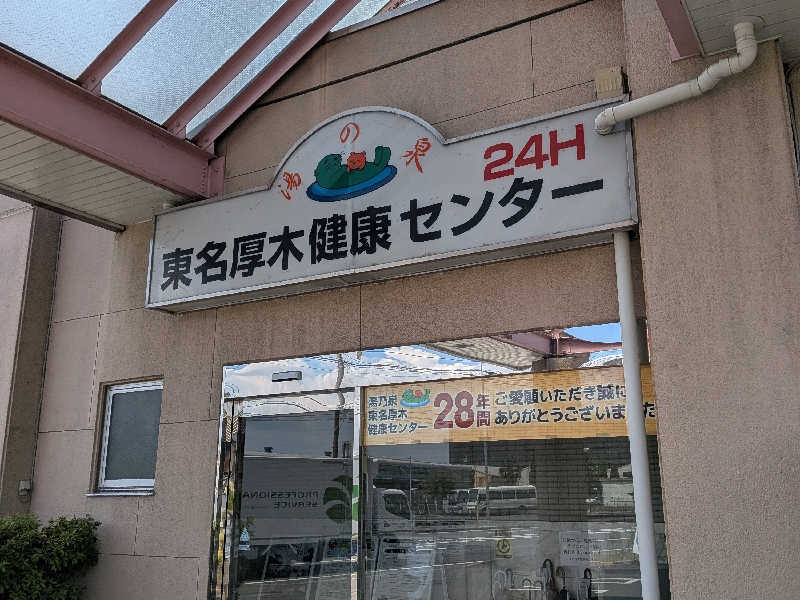 湯の泉
24H
東名厚木健康センター
湯乃泉
東名厚木
健康センター
28年間
ご愛顧いただき誠に
ありがとうございました
PROFESSIONA
SERVICE